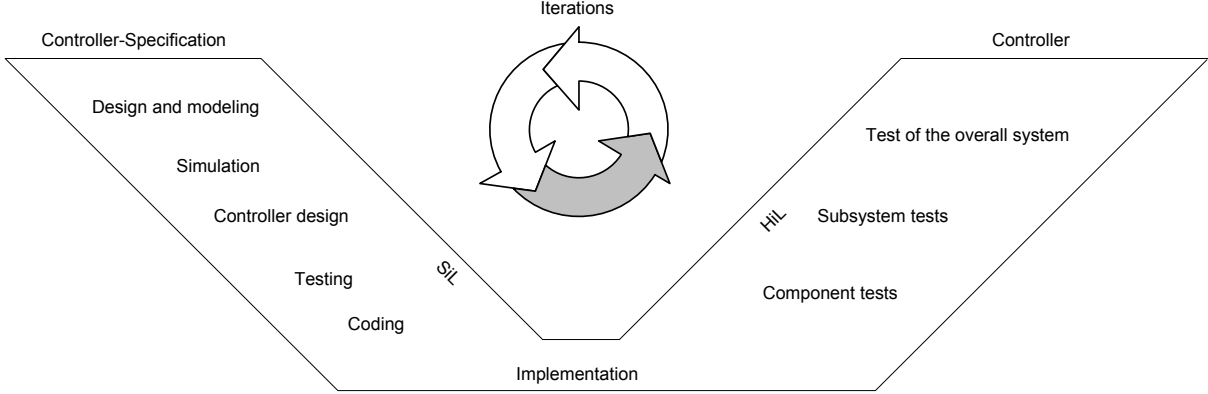 Iterations
Controller-Specification
Controller
Design and modeling
Test of the overall system
Simulation
Controller design
HiL
Subsystem tests
SiL
Testing
Component tests
Coding
Implementation